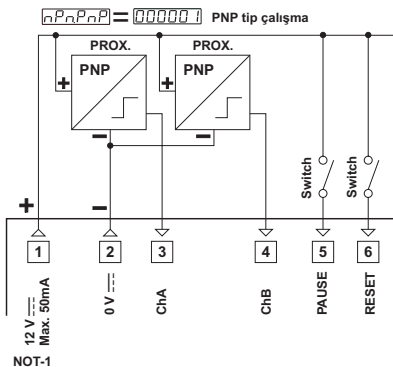 nPnPnP = 000001 PNP tip çalışma
PROX. PROX.
PNP PNP
+ +
− −
Switch Switch
+ −
1 2 3 4 5 6
12 V Max. 50mA
0 V
ChA
ChB
PAUSE
RESET
NOT-1